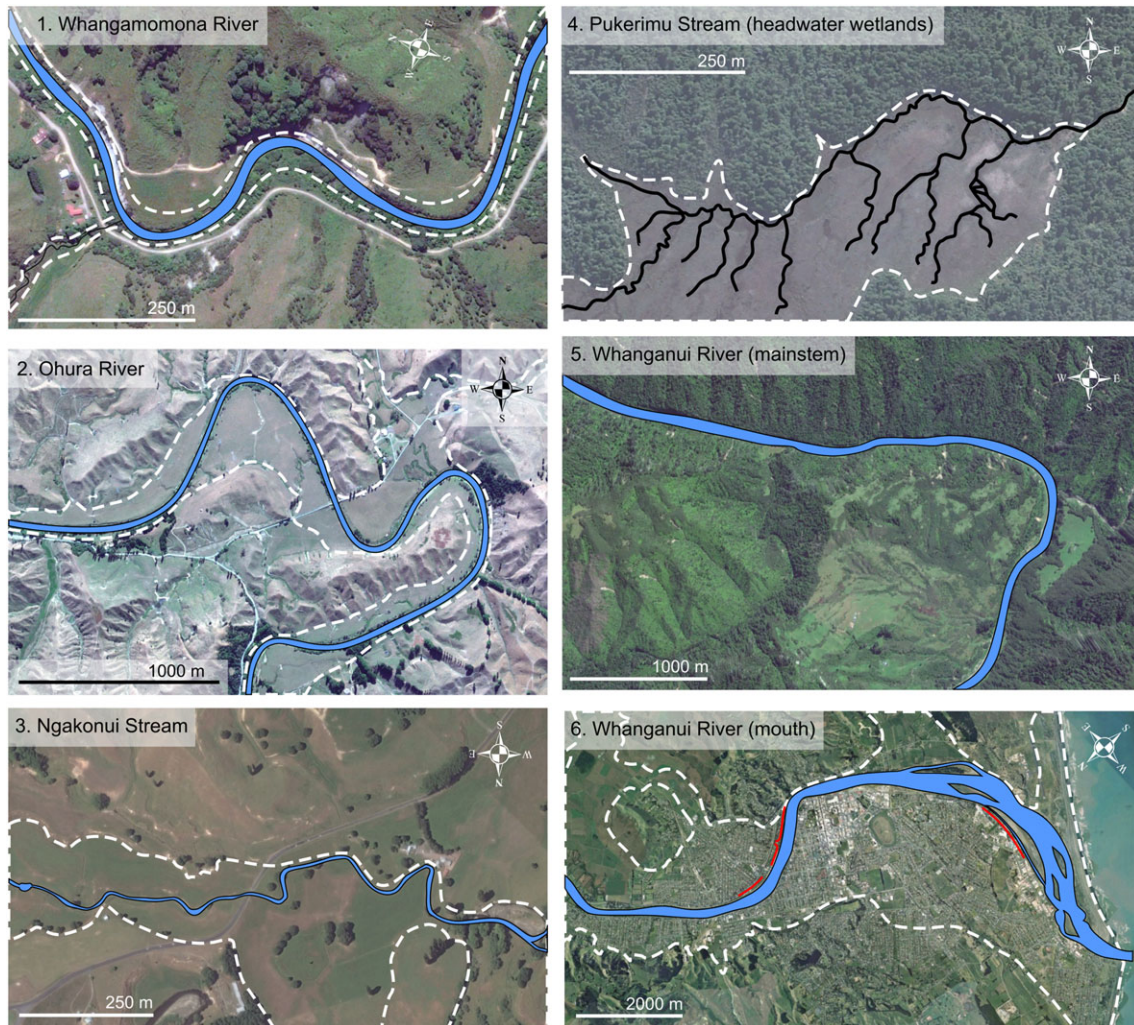 1. Whangamomona River
N
E
S
W
250 m
2. Ohura River
N
W
E
S
1000 m
3. Ngakonui Stream
S
E
W
N
250 m
4. Pukerimu Stream (headwater wetlands)
N
W
E
S
250 m
5. Whanganui River (mainstem)
N
W
E
S
1000 m
6. Whanganui River (mouth)
E
S
N
W
2000 m